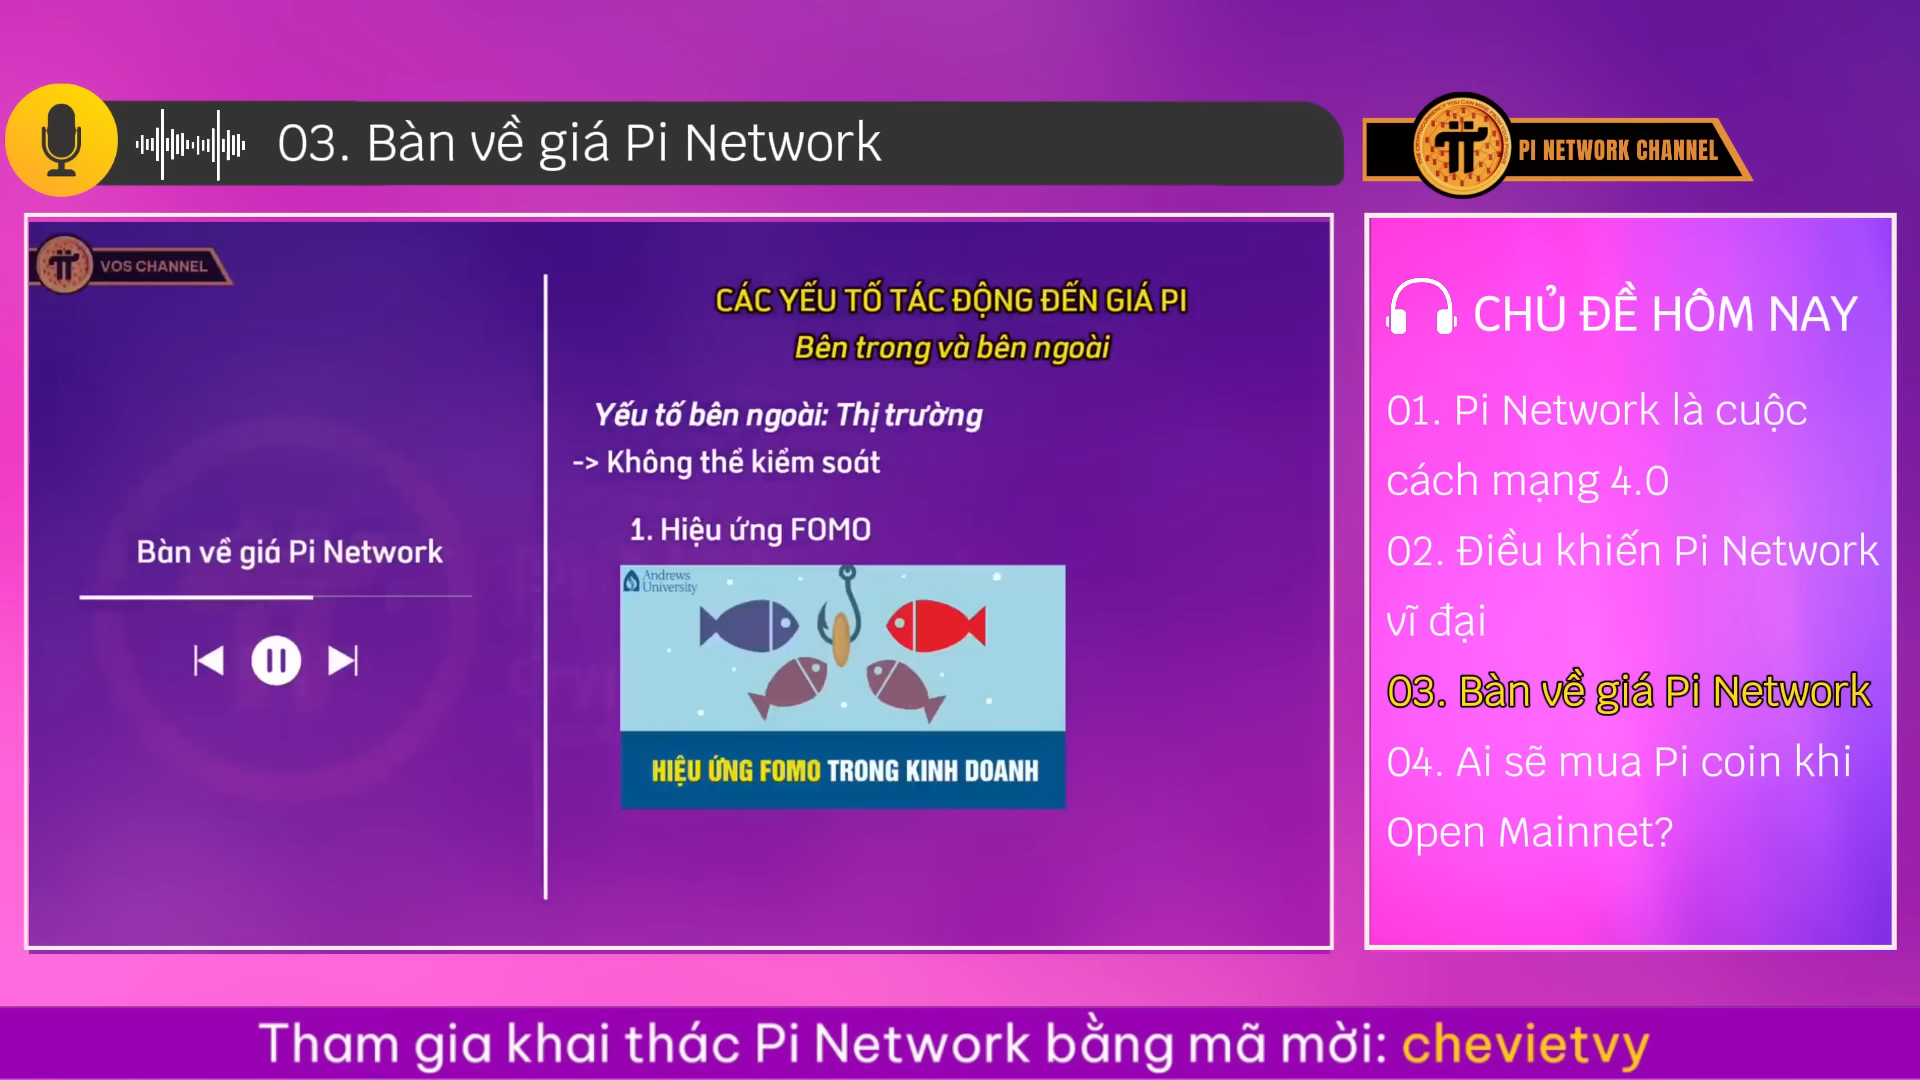 03. Bàn về giá Pi Network
PI NETWORK CHANNEL
VOS CHANNEL
Bàn về giá Pi Network
CÁC YẾU TỐ TÁC ĐỘNG ĐẾN GIÁ PI
Bên trong và bên ngoài
Yếu tố bên ngoài: Thị trường
-> Không thể kiểm soát
1. Hiệu ứng FOMO
Andrews
University
HIỆU ỨNG FOMO TRONG KINH DOANH
CHỦ ĐỀ HÔM NAY
01. Pi Network là cuộc
cách mạng 4.0
02. Điều khiến Pi Network
vĩ đại
03. Bàn về giá Pi Network
04. Ai sẽ mua Pi coin khi
Open Mainnet?
Tham gia khai thác Pi Network bằng mã mời: chevietvy